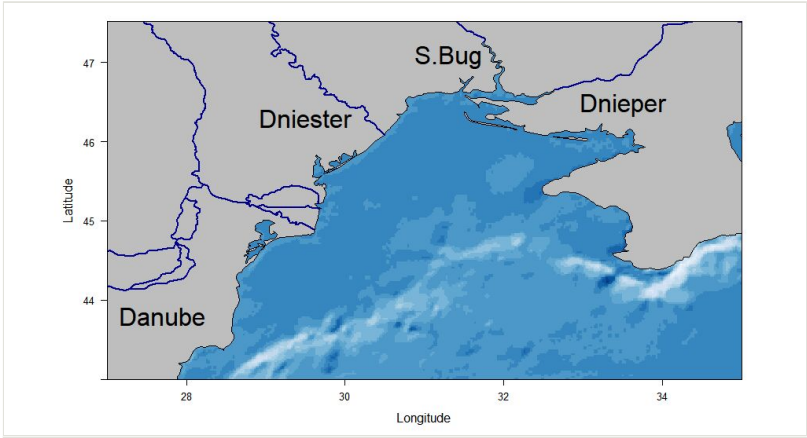 S.Bug
Dnieper
Dniester
Danube
47
46
45
44
Latitude
28
30
32
34
Longitude